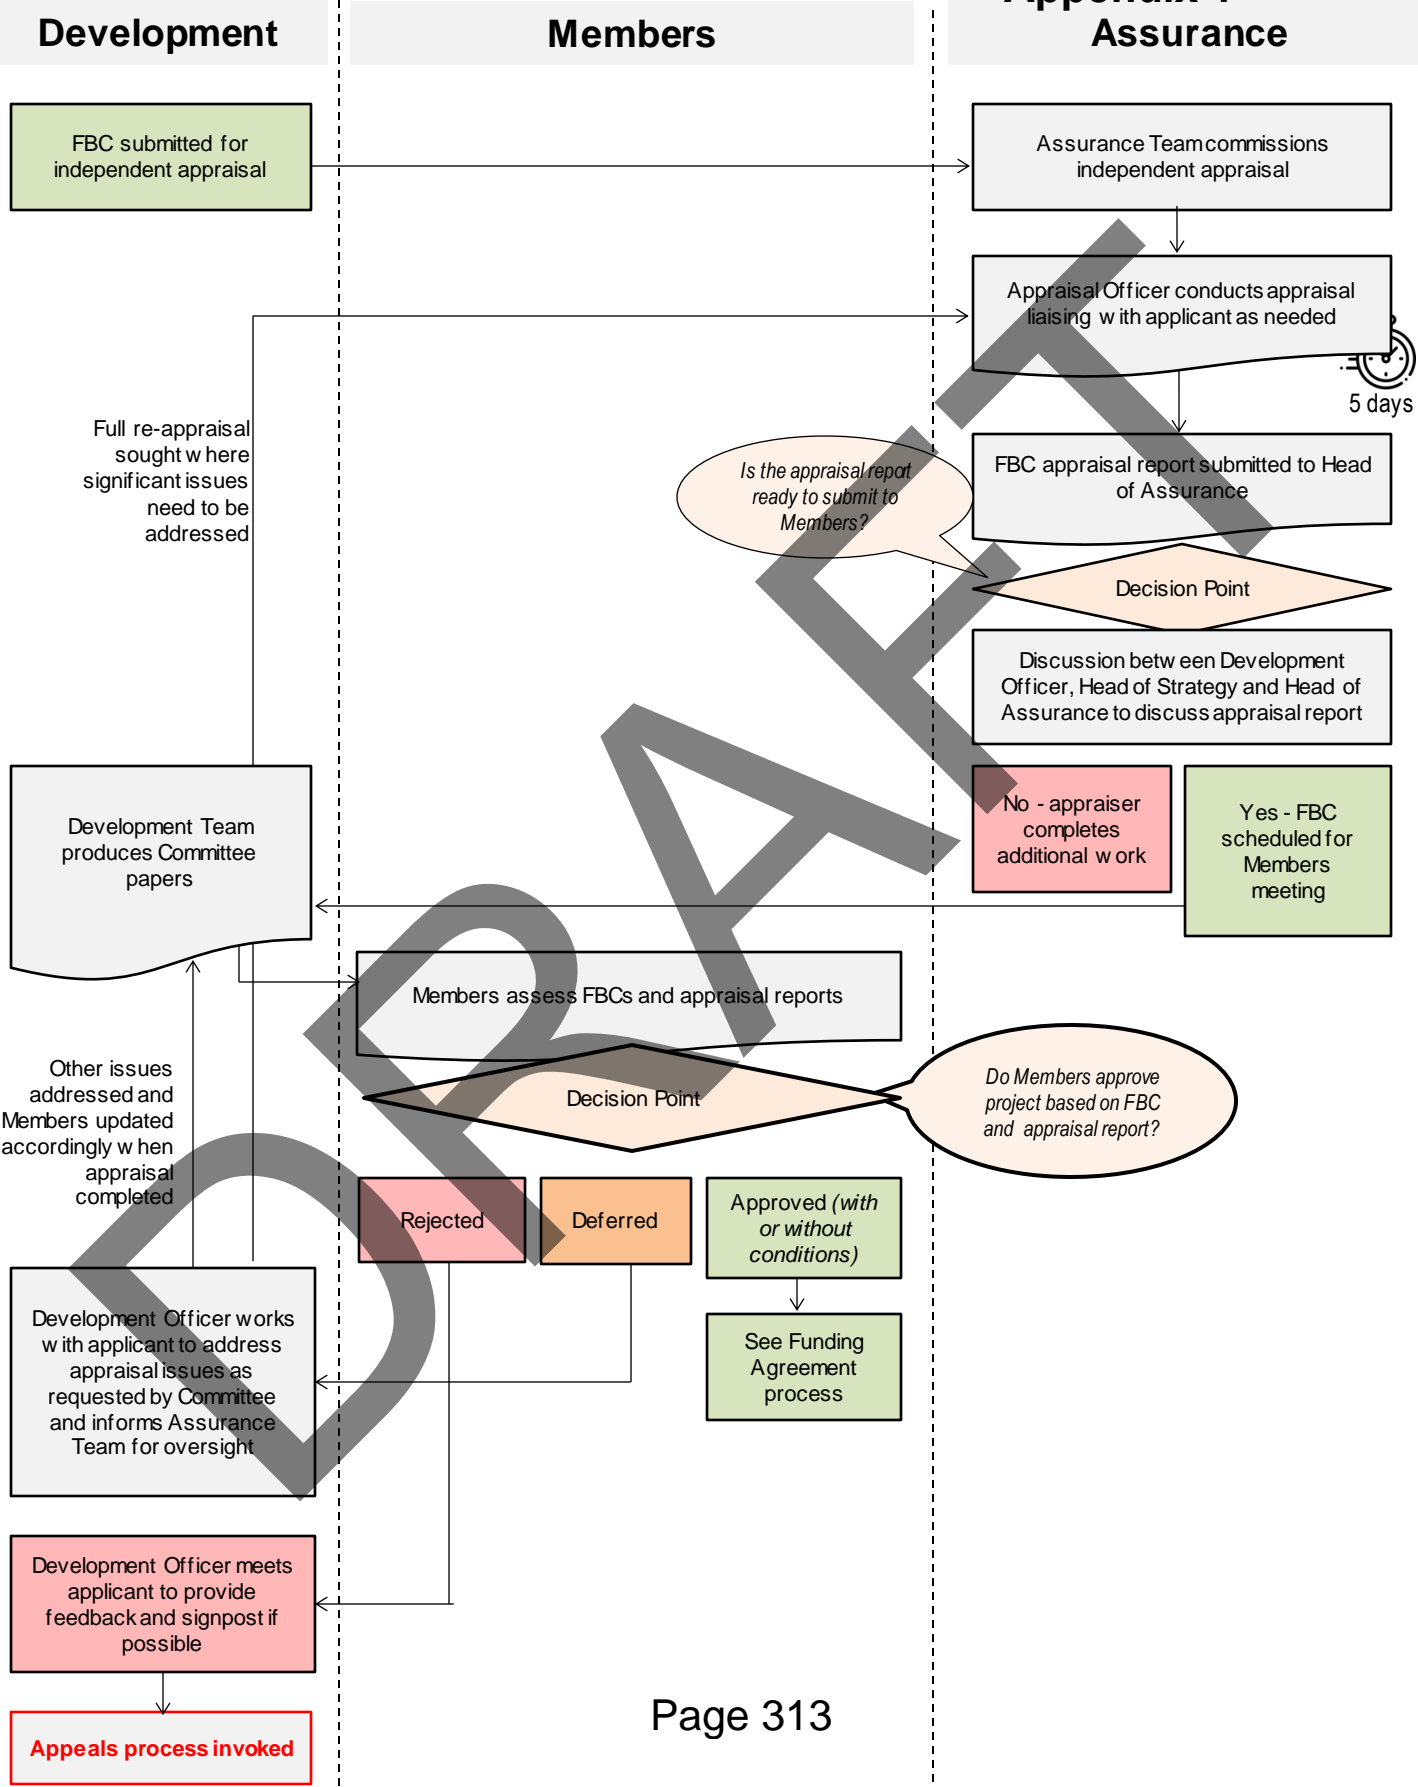 Appendix 1
Development
Members
Assurance
FBC submitted for
independent appraisal
Assurance Team commissions
independent appraisal
Appraisal Officer conducts appraisal
liaising with applicant as needed
5 days
Full re-appraisal
sought where
significant issues
need to be
addressed
Is the appraisal report
ready to submit to
Members?
FBC appraisal report submitted to Head
of Assurance
Decision Point
Discussion between Development
Officer, Head of Strategy and Head of
Assurance to discuss appraisal report
Development Team
produces Committee
papers
No - appraiser
completes
additional work
Yes - FBC
scheduled for
Members
meeting
Members assess FBCs and appraisal reports
Other issues
addressed and
Members updated
accordingly when
appraisal
completed
Decision Point
Do Members approve
project based on FBC
and appraisal report?
Rejected
Deferred
Approved (with
or without
conditions)
Development Officer works
with applicant to address
appraisal issues as
requested by Committee
and informs Assurance
Team for oversight
See Funding
Agreement
process
Development Officer meets
applicant to provide
feedback and signpost if
possible
Appeals process invoked
Page 313
DRAFT